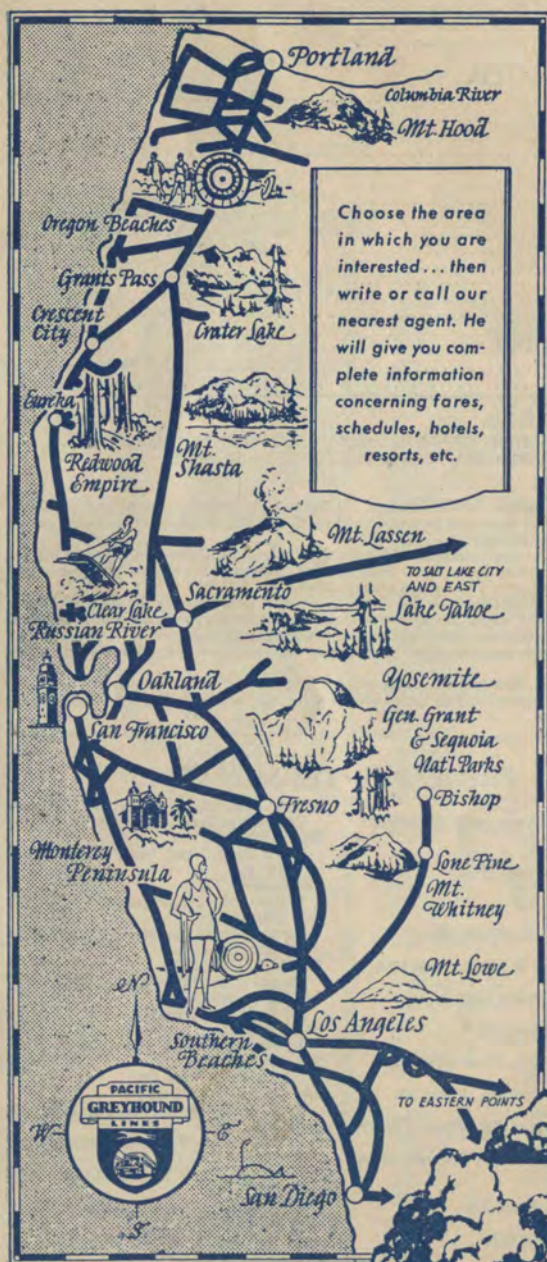 Portland
Columbia River
Mt. Hood
Choose the area
in which you are
interested... then
write or call our
nearest agent. He
will give you com-
plete information
concerning fares,
schedules, hotels,
resorts, etc.
Oregon Beaches
Grants Pass
Crescent
City
Crater Lake
Eureka
Redwood
Empire
Mt.
Shasta
Mt. Lassen
TO SALT LAKE CITY
AND EAST
Sacramento
Clear Lake
Russian River
Lake Tahoe
Oakland
San Francisco
Yosemite
Gen. Grant
& Sequoia
Nat'l. Parks
Fresno
Bishop
Monterey
Peninsula
Lone Pine
Mt.
Whitney
Mt. Lowe
Los Angeles
Southern
Beaches
TO EASTERN POINTS
N
W
E
S
PACIFIC
GREYHOUND
LINES
San Diego